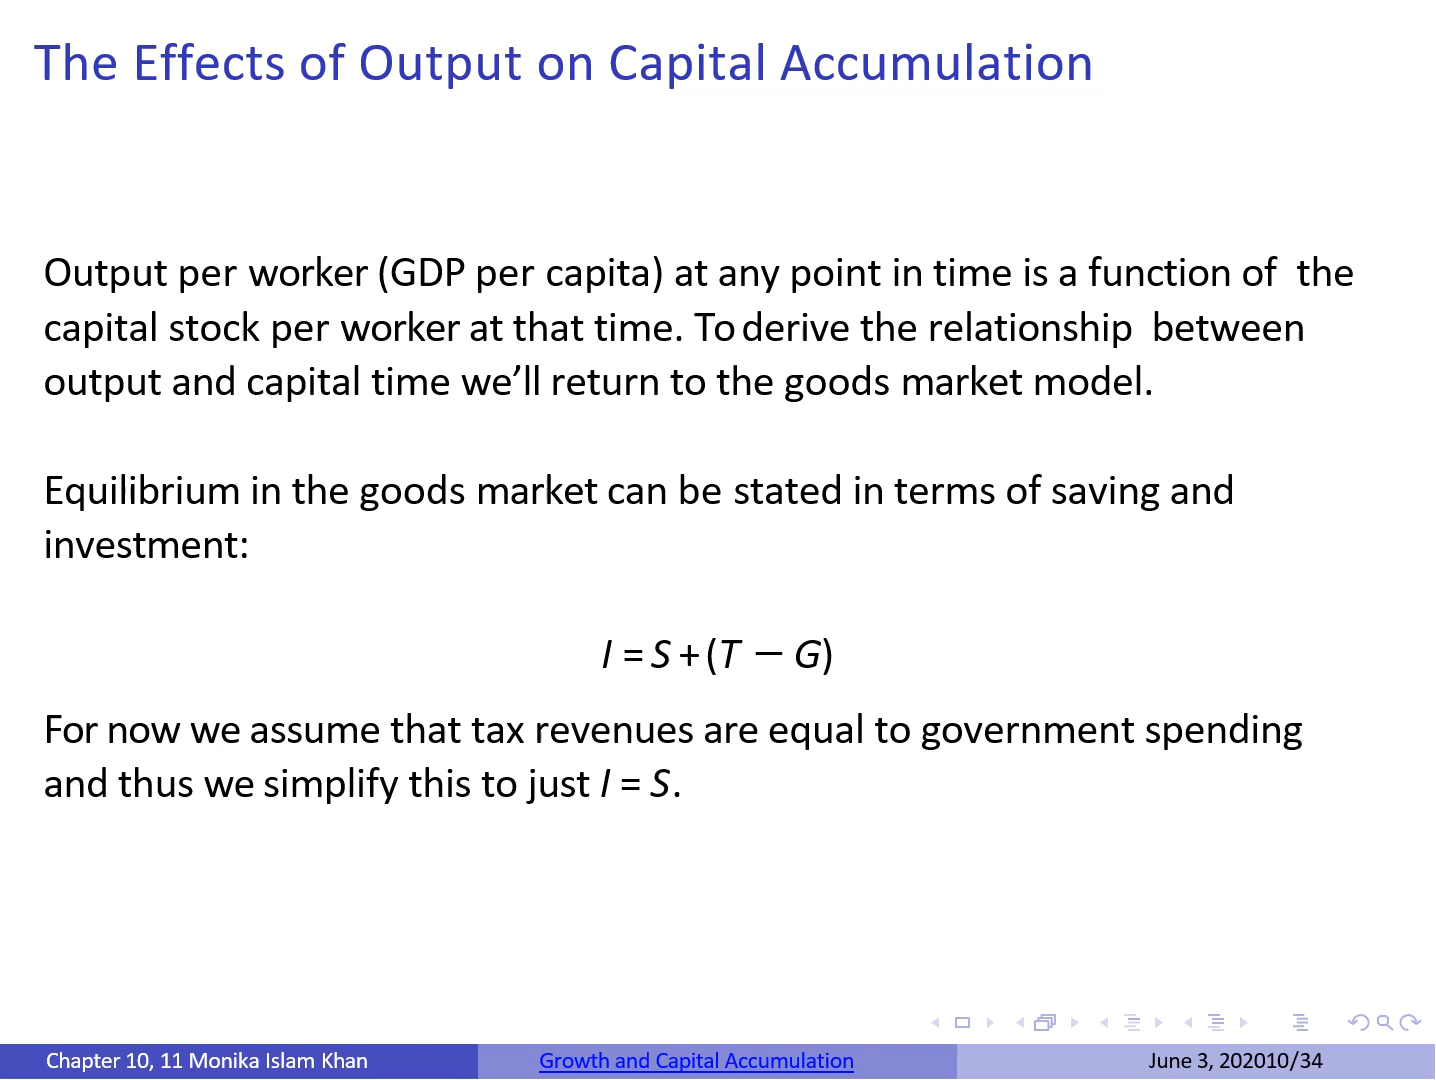 The Effects of Output on Capital Accumulation
Output per worker (GDP per capita) at any point in time is a function of the
capital stock per worker at that time. To derive the relationship between
output and capital time we’ll return to the goods market model.
Equilibrium in the goods market can be stated in terms of saving and
investment:
I = S + (T − G)
For now we assume that tax revenues are equal to government spending
and thus we simplify this to just I = S.
Chapter 10, 11 Monika Islam Khan
Growth and Capital Accumulation
June 3, 202010/34